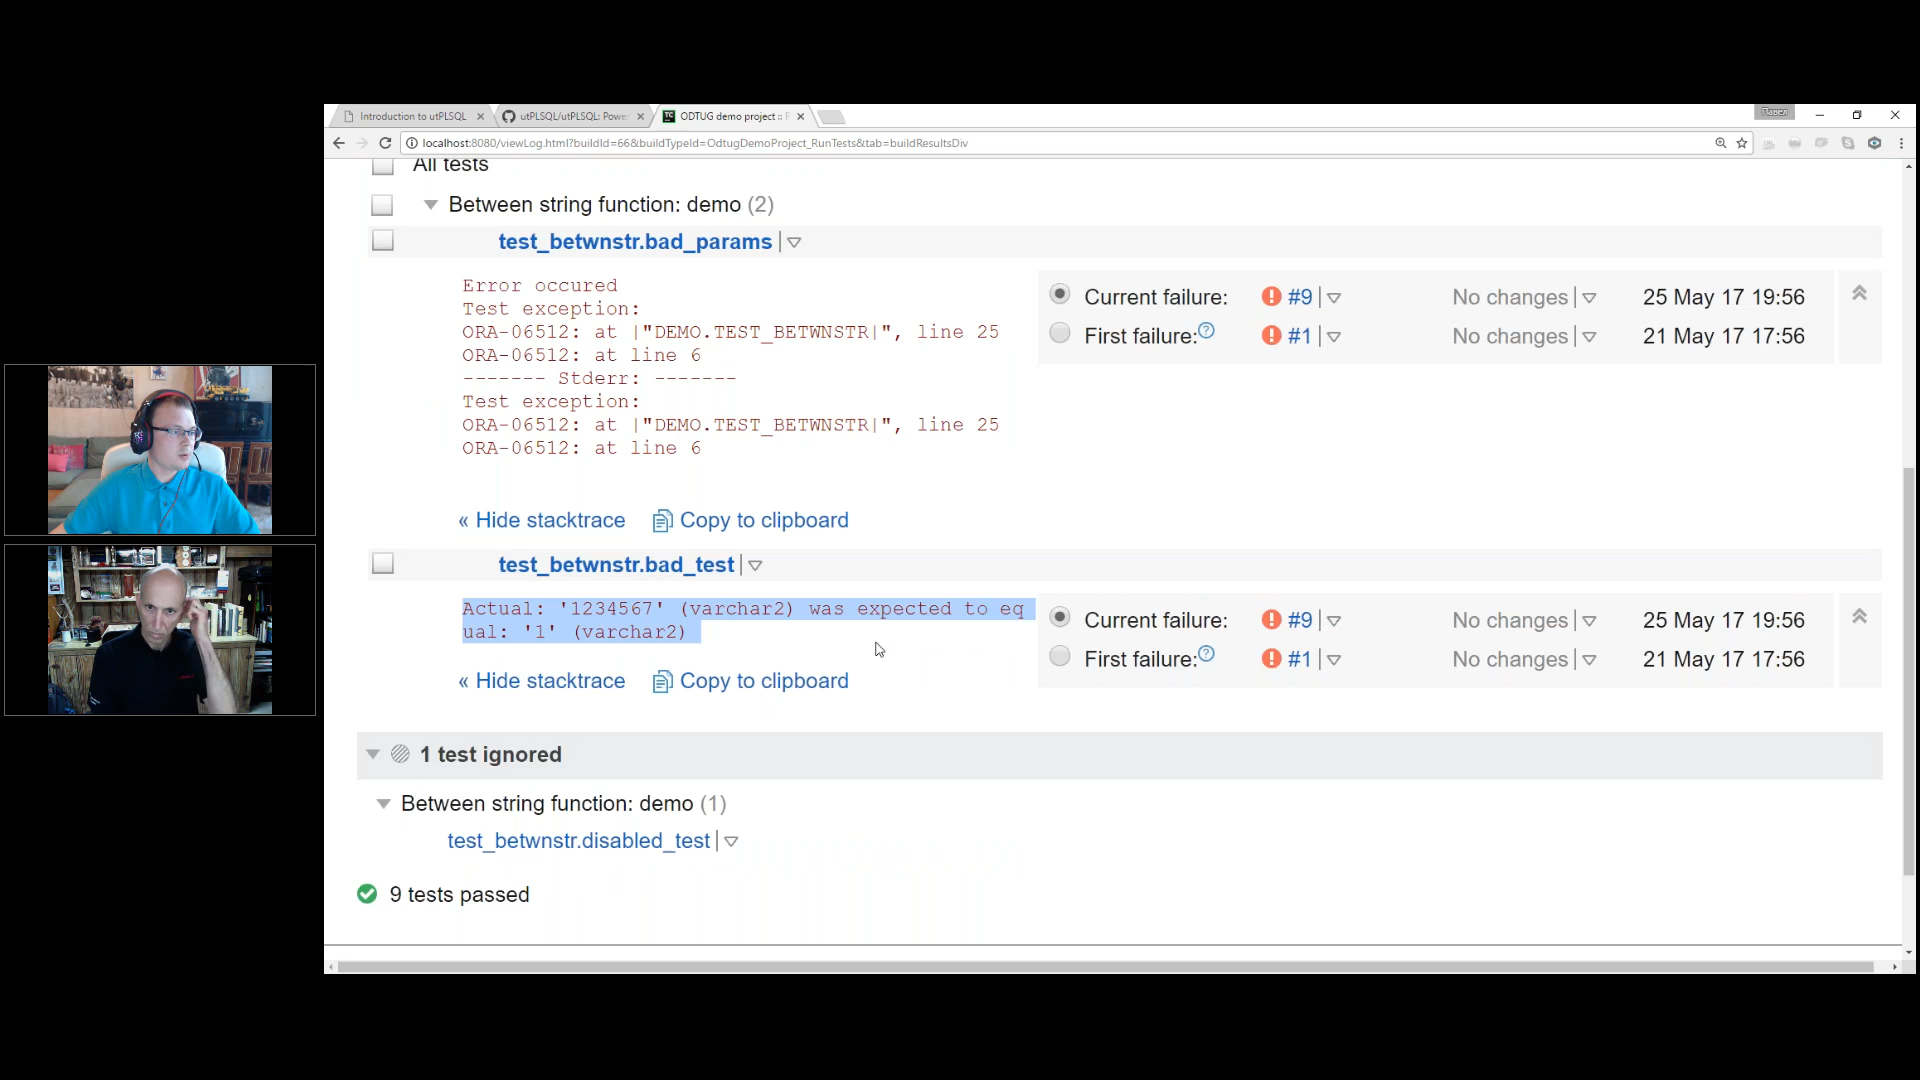 Introduction to utPLSQL
utPLSQL/utPLSQL: Powe
ODTUG demo project :: R
Павел
localhost:8080/viewLog.html?buildId=66&buildTypeId=OdtugDemoProject_RunTests&tab=buildResultsDiv
All tests
Between string function: demo (2)
test_betwnstr.bad_params
Error occured
Test exception:
ORA-06512: at |"DEMO.TEST_BETWNSTR|", line 25
ORA-06512: at line 6
------- Stderr: -------
Test exception:
ORA-06512: at |"DEMO.TEST_BETWNSTR|", line 25
ORA-06512: at line 6
Current failure: #9 No changes 25 May 17 19:56
First failure: #1 No changes 21 May 17 17:56
« Hide stacktrace Copy to clipboard
test_betwnstr.bad_test
Actual: '1234567' (varchar2) was expected to eq
ual: '1' (varchar2)
Current failure: #9 No changes 25 May 17 19:56
First failure: #1 No changes 21 May 17 17:56
« Hide stacktrace Copy to clipboard
1 test ignored
Between string function: demo (1)
test_betwnstr.disabled_test
9 tests passed